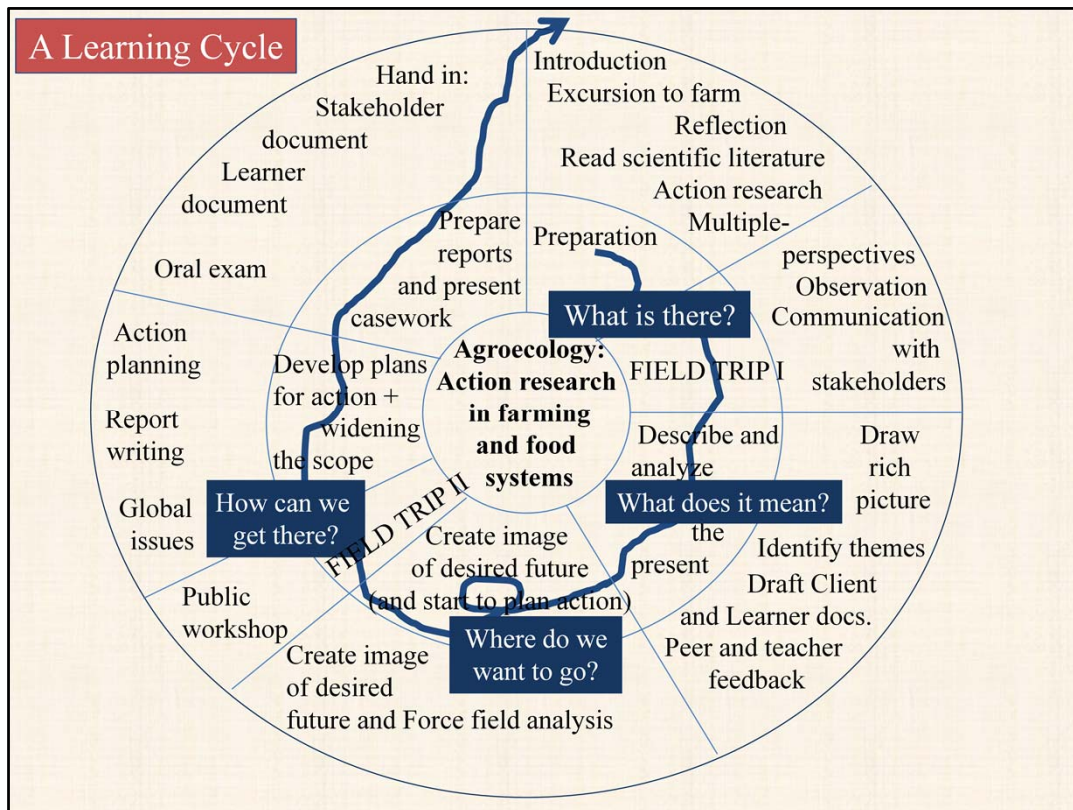 A Learning Cycle
Introduction
Excursion to farm
Reflection
Read scientific literature
Action research
Multiple-
perspectives
Observation
Communication
with
stakeholders
Draw
rich
picture
Identify themes
Draft Client
and Learner docs.
Peer and teacher
feedback
Create image
of desired
future and Force field analysis
Public
workshop
Global
issues
Report
writing
Action
planning
Oral exam
Hand in:
Stakeholder
document
Learner
document
Preparation
What is there?
FIELD TRIP I
Describe and
analyze
What does it mean?
the
present
Create image
of desired future
(and start to plan action)
Where do we
want to go?
FIELD TRIP II
How can we
get there?
Develop plans
for action +
widening
the scope
Prepare
reports
and present
casework
Agroecology:
Action research
in farming
and food
systems